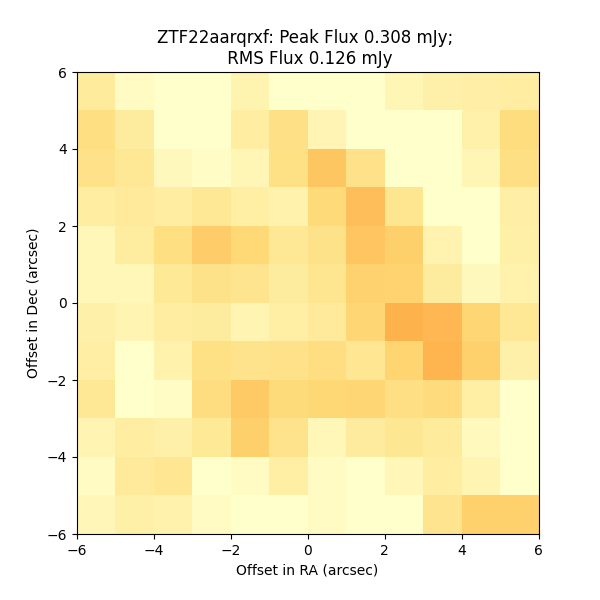 ZTF22aarqrxf: Peak Flux 0.308 mJy;
RMS Flux 0.126 mJy
6
4
2
0
−2
−4
−6
Offset in Dec (arcsec)
−6 −4 −2 0 2 4 6
Offset in RA (arcsec)